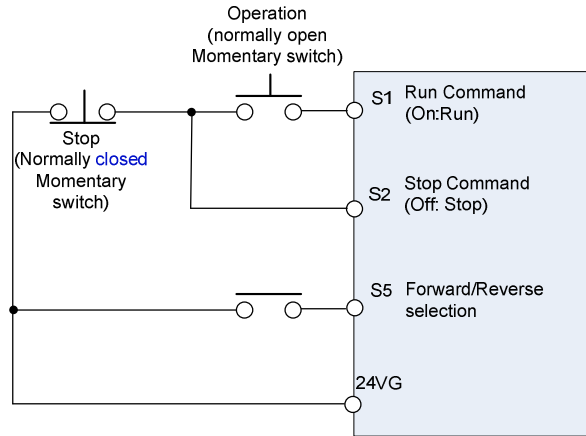 Operation
(normally open
Momentary switch)
Stop
(Normally closed
Momentary
switch)
S1 Run Command
(On:Run)
S2 Stop Command
(Off: Stop)
S5 Forward/Reverse
selection
24VG